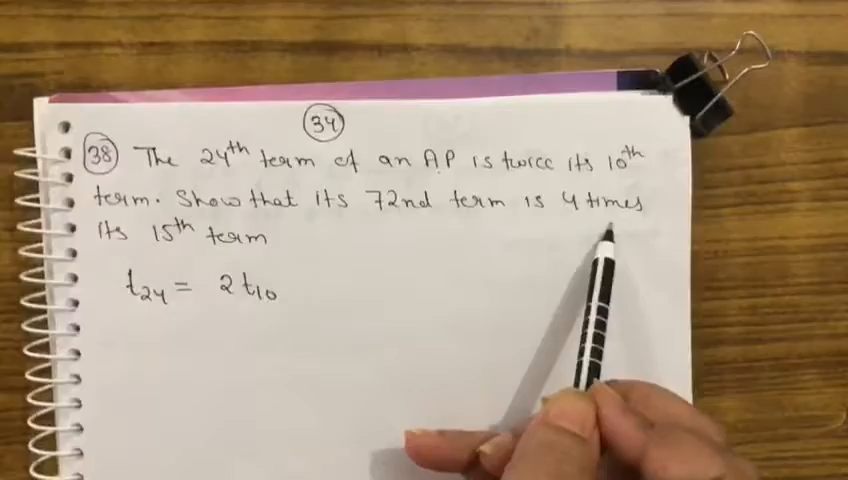 34
38 The 24th term of an A.P is twice its 10th
term. Show that its 72nd term is 4 times
its 15th term
t24 = 2 t10